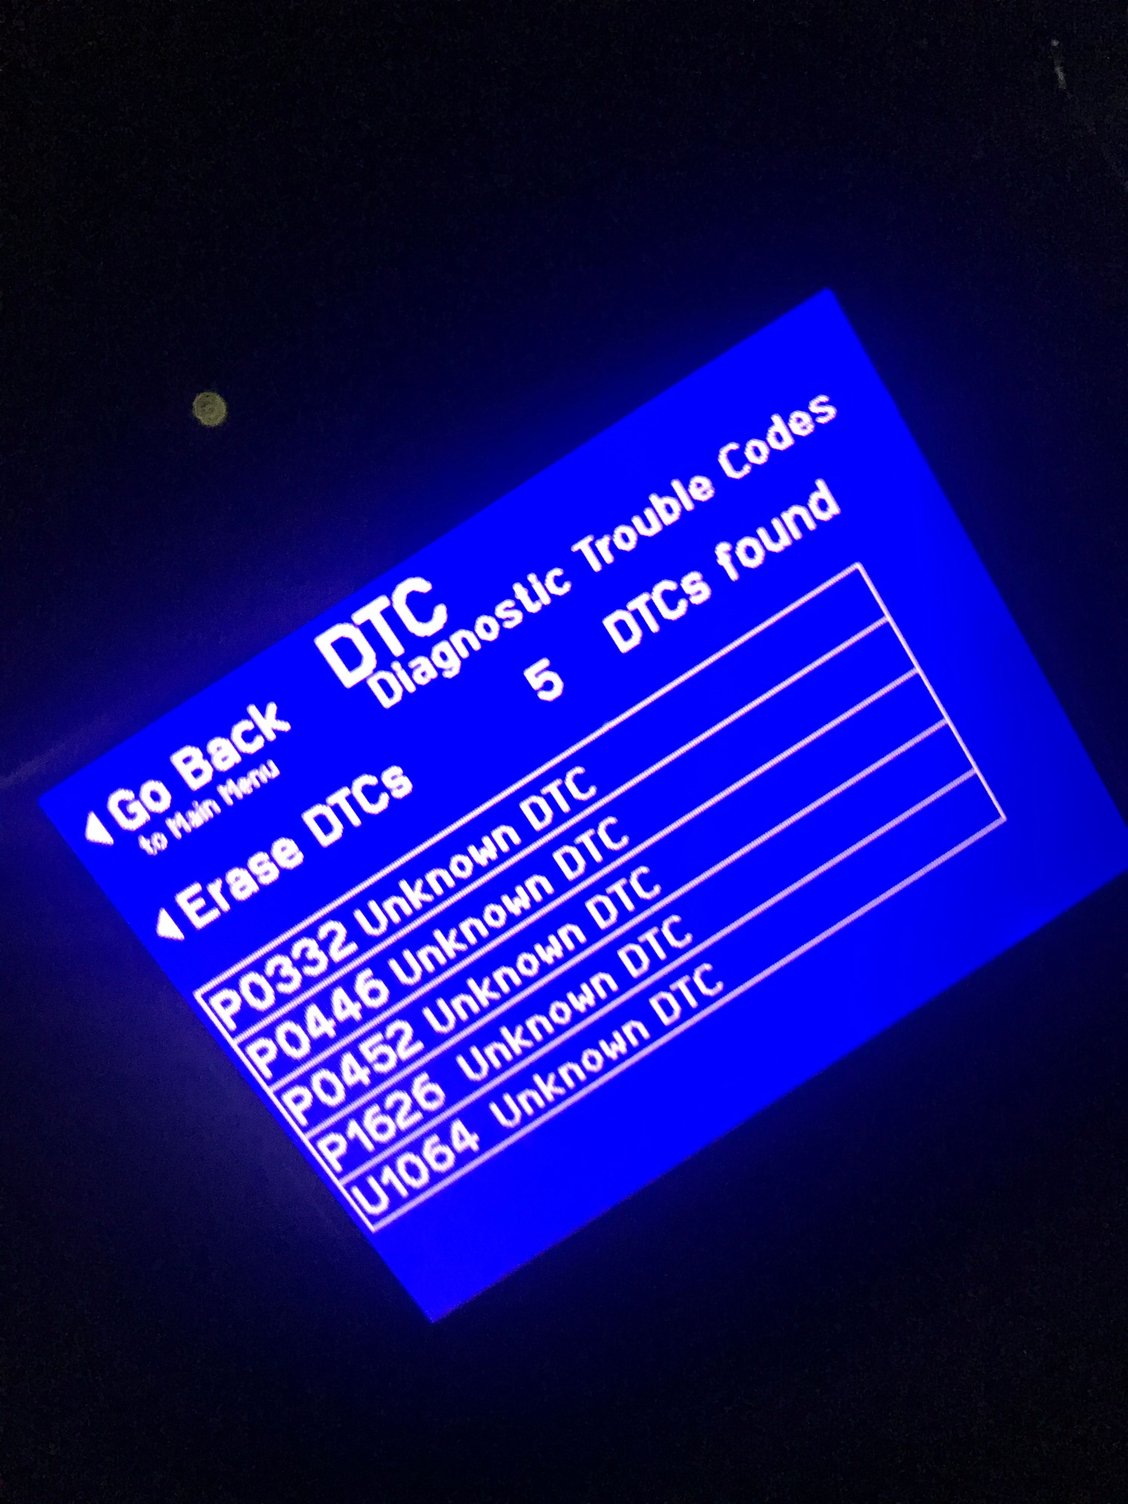 Go Back
to Main Menu
DTC
Diagnostic Trouble Codes
Erase DTCs
5 DTCs found
P0332 Unknown DTC
P0446 Unknown DTC
P0452 Unknown DTC
P1626 Unknown DTC
U1064 Unknown DTC